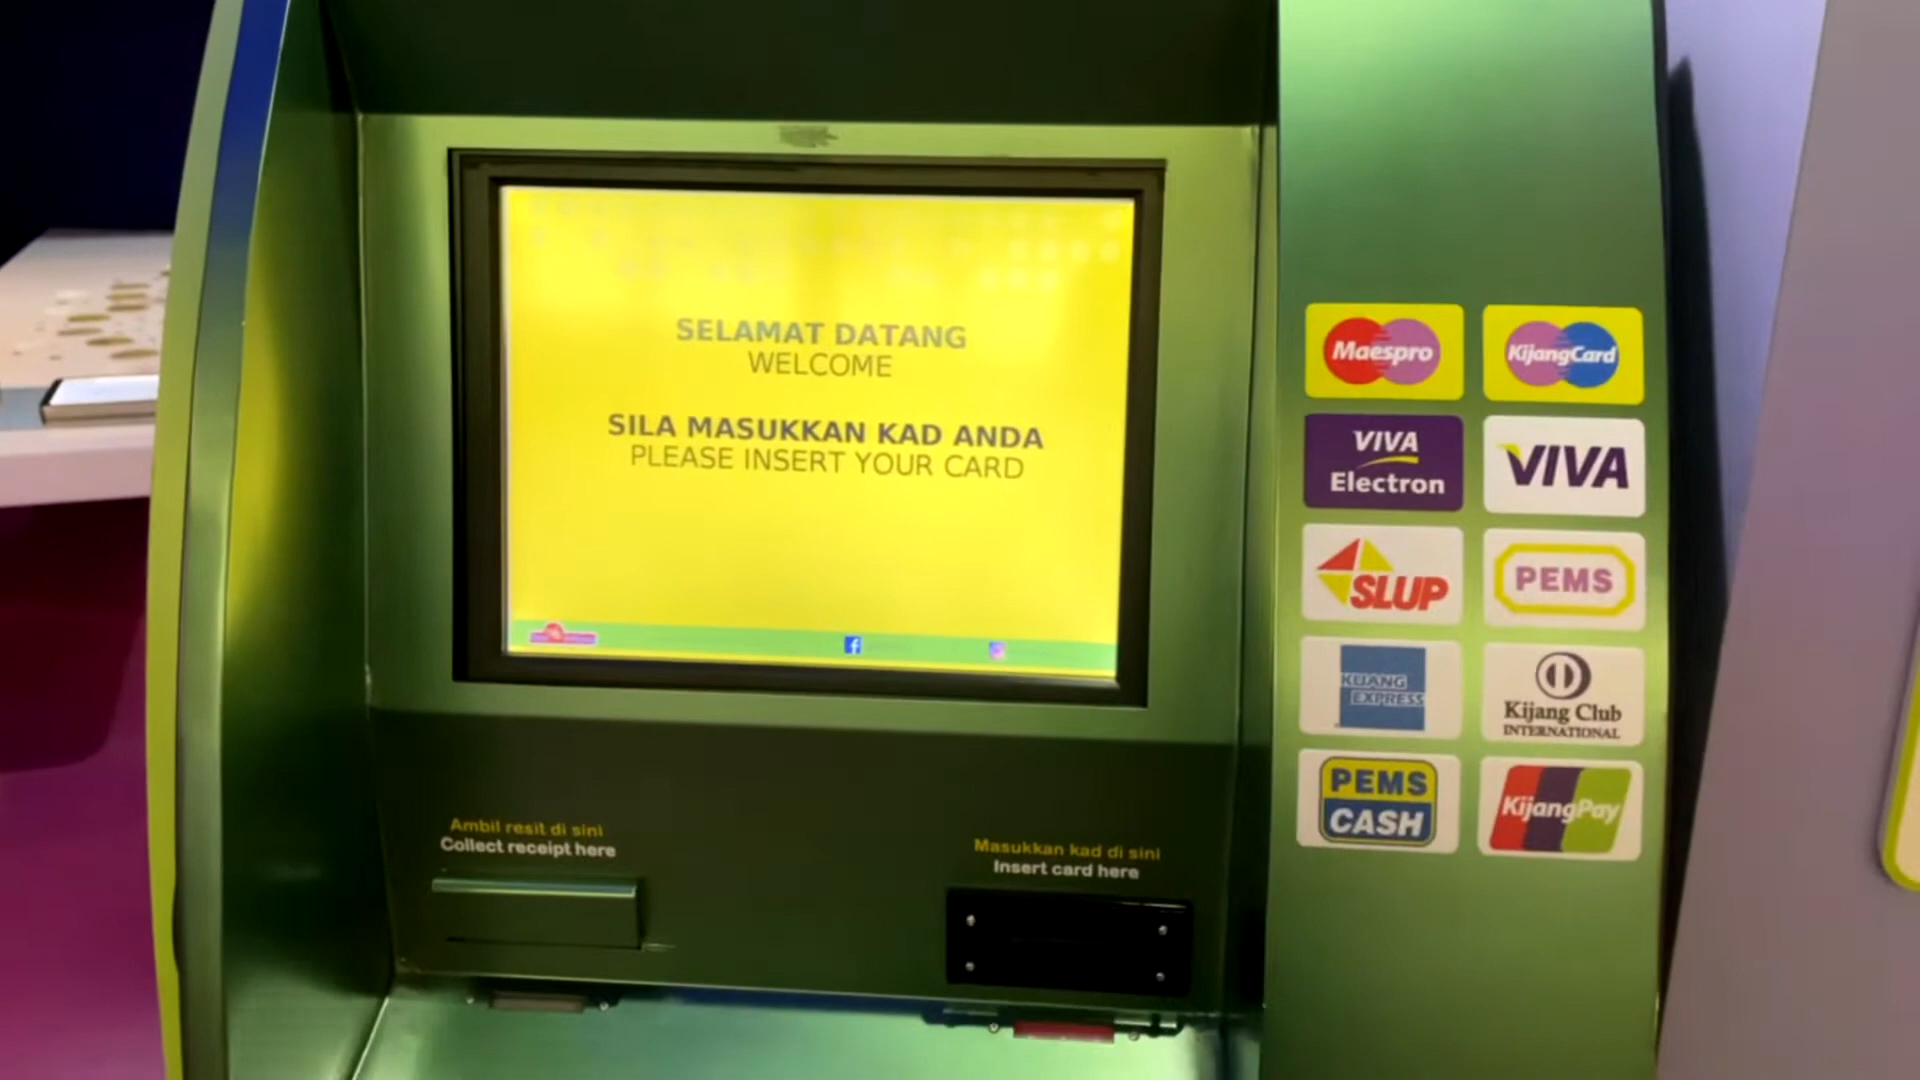 SELAMAT DATANG
WELCOME
SILA MASUKKAN KAD ANDA
PLEASE INSERT YOUR CARD
Ambil resit di sini
Collect receipt here
Masukkan kad di sini
Insert card here
Maespro
KijangCard
VIVA
Electron
VIVA
SLUP
PEMS
KIJANG
EXPRESS
Kijang Club
INTERNATIONAL
PEMS
CASH
KijangPay